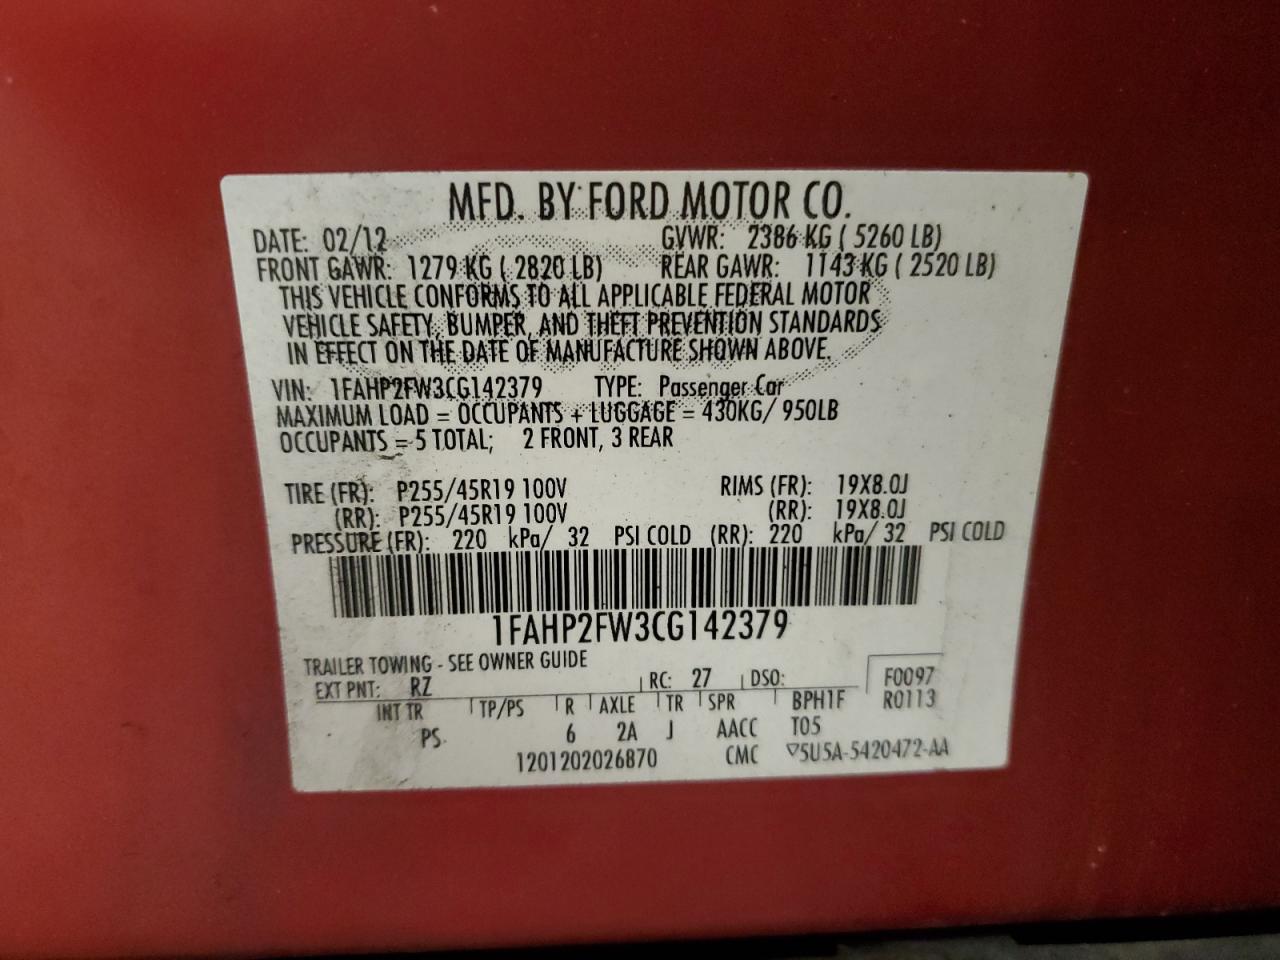 MFD. BY FORD MOTOR CO.
DATE: 02/12 GVWR: 2386 KG ( 5260 LB)
FRONT GAWR: 1279 KG ( 2820 LB) REAR GAWR: 1143 KG ( 2520 LB)
THIS VEHICLE CONFORMS TO ALL APPLICABLE FEDERAL MOTOR
VEHICLE SAFETY, BUMPER, AND THEFT PREVENTION STANDARDS
IN EFFECT ON THE DATE OF MANUFACTURE SHOWN ABOVE.
VIN: 1FAHP2FW3CG142379 TYPE: Passenger Car
MAXIMUM LOAD = OCCUPANTS + LUGGAGE = 430KG/ 950LB
OCCUPANTS = 5 TOTAL; 2 FRONT, 3 REAR
TIRE (FR): P255/45R19 100V RIMS (FR): 19X8.0J
(RR): P255/45R19 100V (RR): 19X8.0J
PRESSURE (FR): 220 kPa/ 32 PSI COLD (RR): 220 kPa/ 32 PSI COLD
1FAHP2FW3CG142379
TRAILER TOWING - SEE OWNER GUIDE
EXT PNT: RZ RC: 27 DSO: F0097
INT TR TP/PS R AXLE TR SPR BPH1F R0113
PS 6 2A J AACC T05
1201202026870 CMC ▽5U5A-5420472-AA